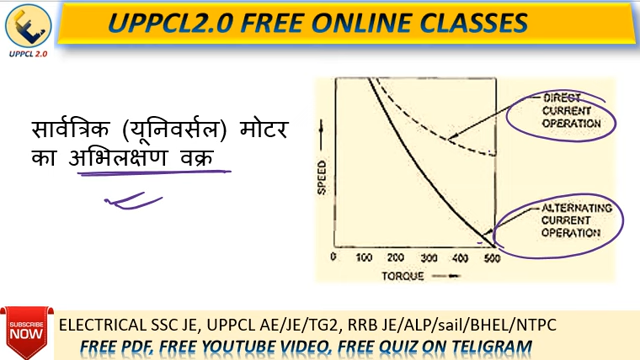 UPPCL2.0 FREE ONLINE CLASSES
UPPCL 2.0
सार्वत्रिक (यूनिवर्सल) मोटर
का अभिलक्षण वक्र
DIRECT
CURRENT
OPERATION
SPEED
ALTERNATING
CURRENT
OPERATION
0 100 200 300 400 500
TORQUE
SUBSCRIBE
NOW
ELECTRICAL SSC JE, UPPCL AE/JE/TG2, RRB JE/ALP/sail/BHEL/NTPC
FREE PDF, FREE YOUTUBE VIDEO, FREE QUIZ ON TELIGRAM